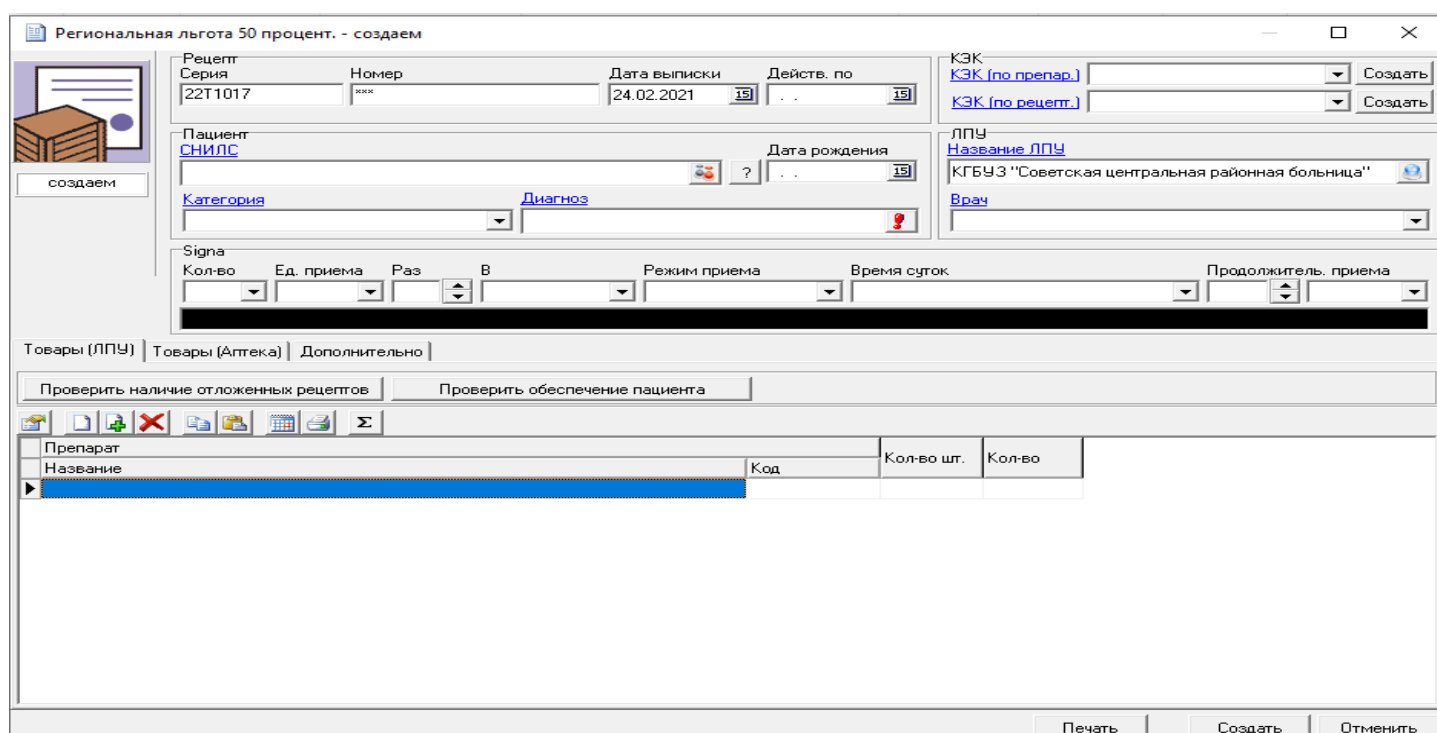 Региональная льгота 50 процент. - создаем
Рецепт
Серия Номер Дата выписки Действ. по
22Т1017 *** 24.02.2021 15 . . 15
КЭК
КЭК (по препар.) Создать
КЭК (по рецепт.) Создать
создаем
Пациент
СНИЛС Дата рождения
? . . 15
Категория Диагноз
ЛПУ
Название ЛПУ
КГБУЗ "Советская центральная районная больница"
Врач
Signa
Кол-во Ед. приема Раз В Режим приема Время суток Продолжитель. приема
Товары (ЛПУ) Товары (Аптека) Дополнительно
Проверить наличие отложенных рецептов Проверить обеспечение пациента
Σ
Препарат Кол-во шт. Кол-во
Название Код
Печать Создать Отменить